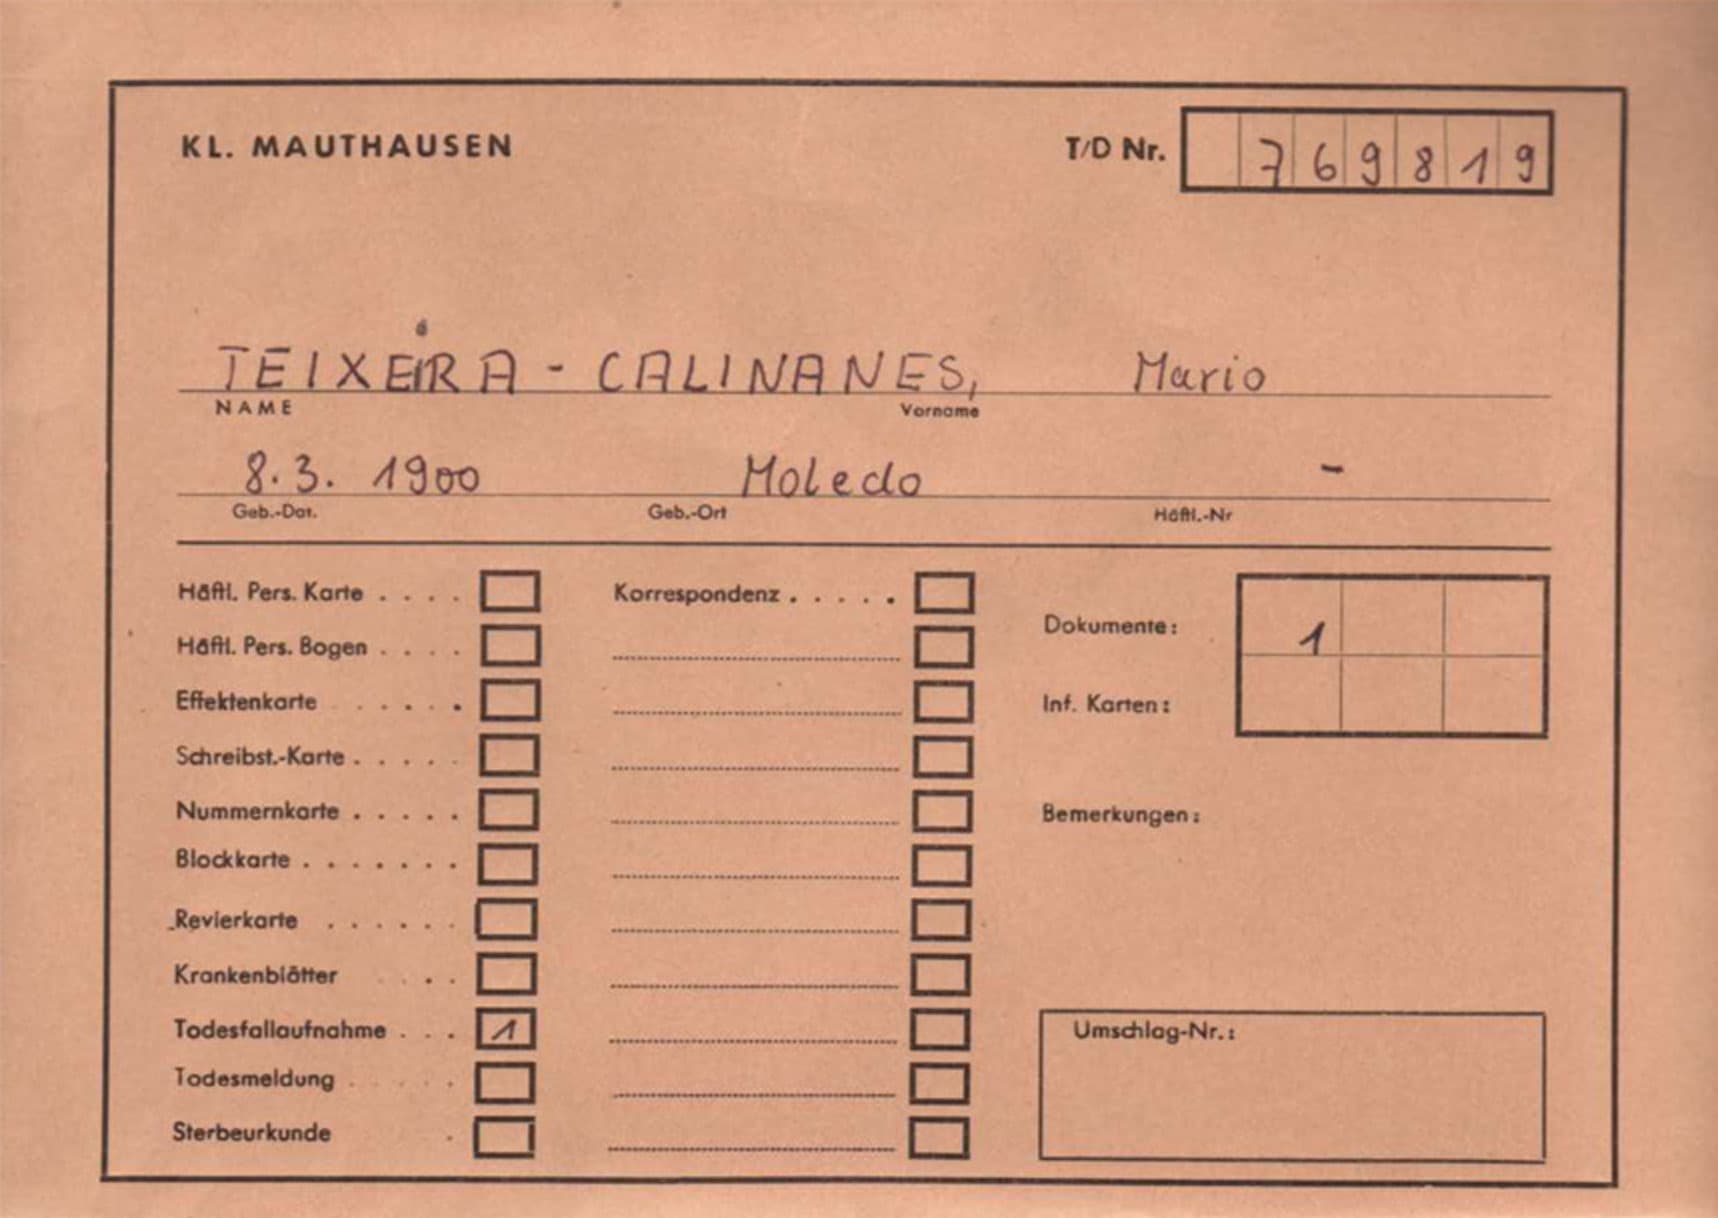 KL. MAUTHAUSEN
T/D Nr. 769819
TEIXEIRA - CALINANES, Mario
NAME Vorname
8.3. 1900 Moledo -
Geb.-Dat. Geb.-Ort Häftl.-Nr
Häftl. Pers. Karte . . . . Korrespondenz . . . . .
Häftl. Pers. Bogen . . . .
Dokumente: 1
Effektenkarte . . . . . .
Inf. Karten:
Schreibst.-Karte . . . . .
Nummernkarte . . . . .
Bemerkungen:
Blockkarte . . . . . . .
Revierkarte . . . . . .
Krankenblätter . . . .
Todesfallaufnahme . . . 1
Umschlag-Nr.:
Todesmeldung . . . . .
Sterbeurkunde .